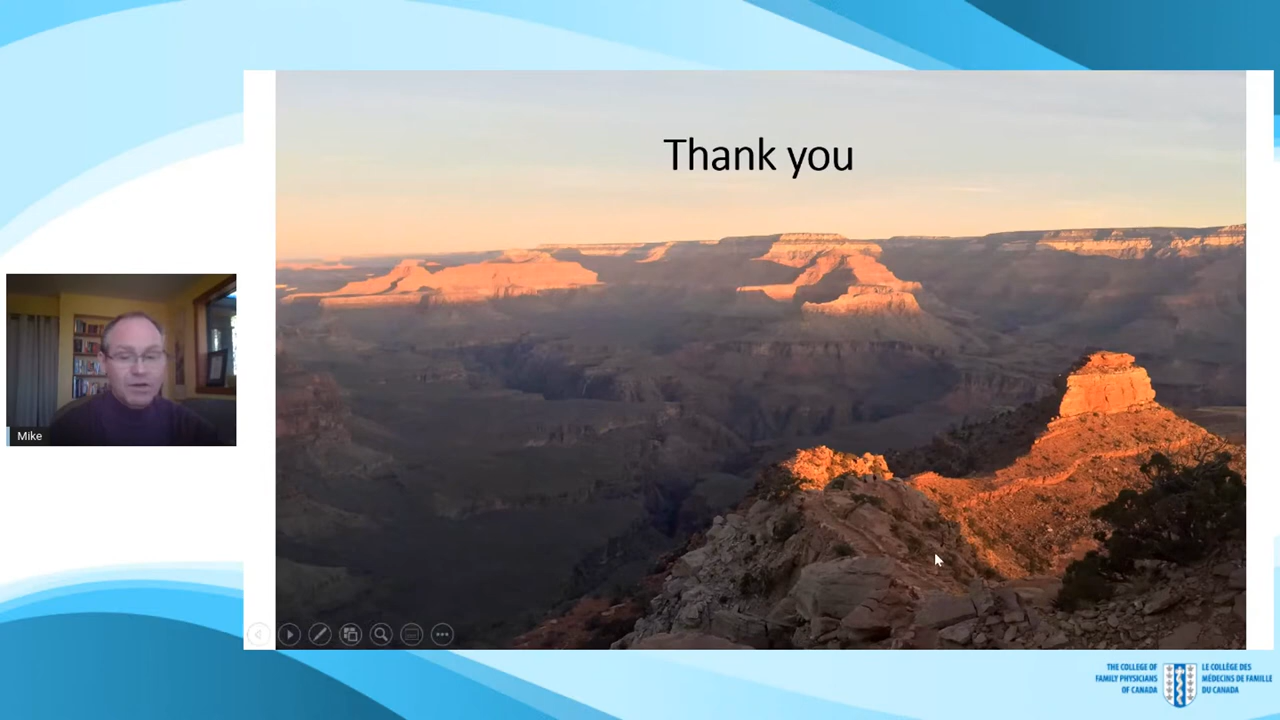 Thank you
Mike
THE COLLEGE OF
FAMILY PHYSICIANS
OF CANADA
LE COLLÈGE DES
MÉDECINS DE FAMILLE
DU CANADA